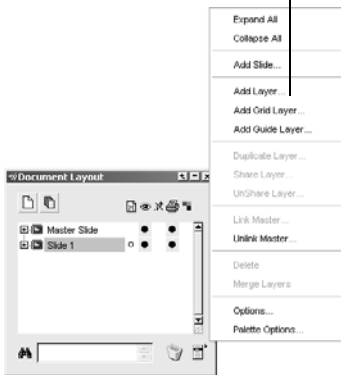 Expand All
Collapse All
Add Slide...
Add Layer...
Add Grid Layer...
Add Guide Layer...
Duplicate Layer...
Share Layer...
UnShare Layer...
Link Master...
Unlink Master...
Delete
Merge Layers
Options...
Palette Options...
Document Layout
Master Slide
Slide 1